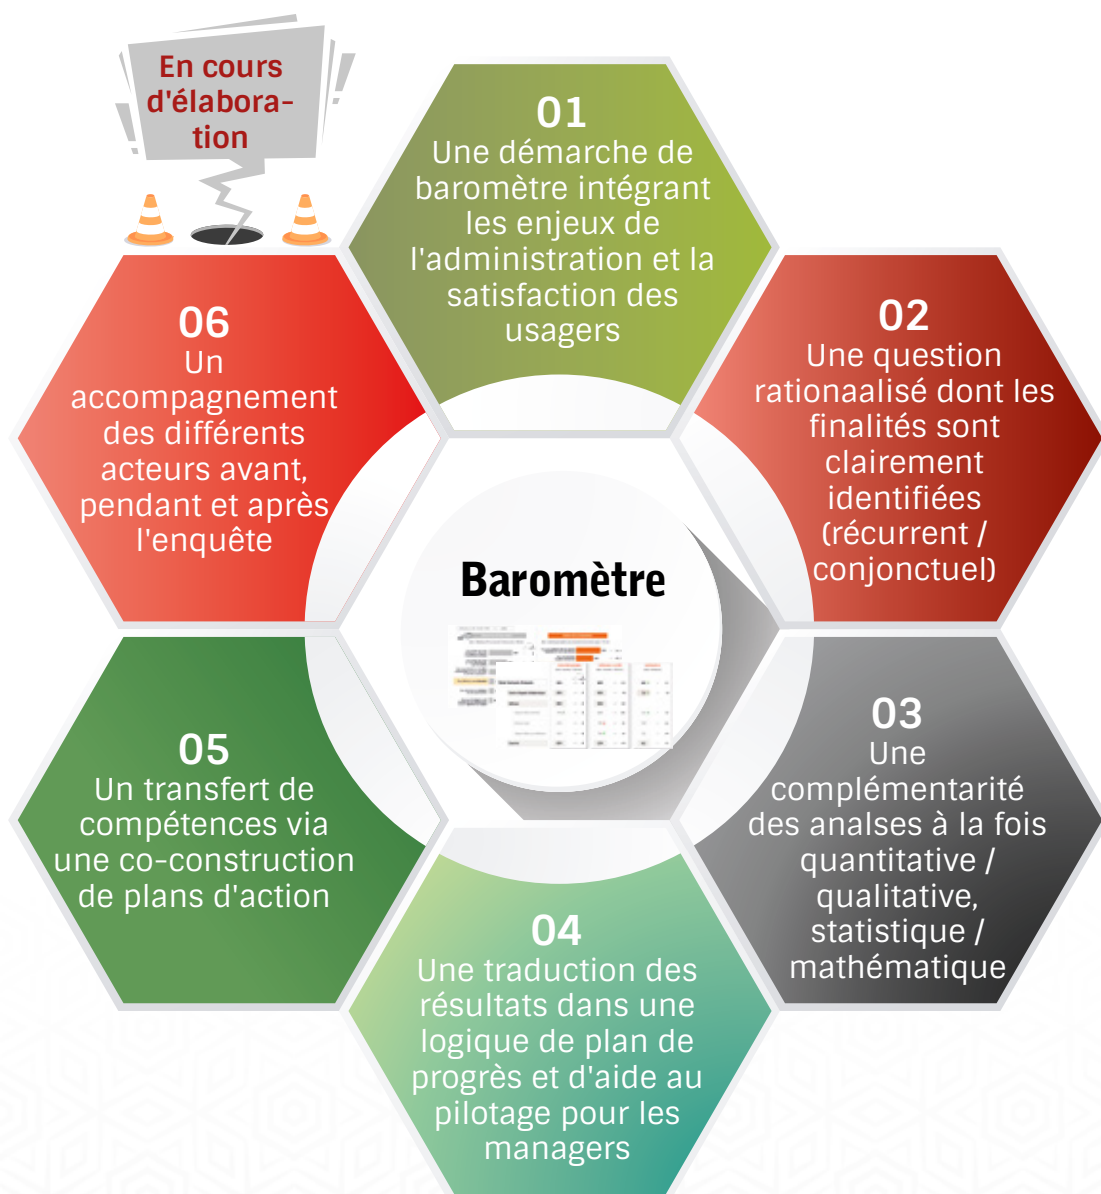 En cours
d'élabora-
tion
01
Une démarche de
baromètre intégrant
les enjeux de
l'administration et la
satisfaction des
usagers
02
Une question
rationaalisé dont les
finalités sont
clairement
identifiées
(récurrent /
conjonctuel)
03
Une
complémentarité
des analses à la fois
quantitative /
qualitative,
statistique /
mathématique
04
Une traduction des
résultats dans une
logique de plan de
progrès et d'aide au
pilotage pour les
managers
05
Un transfert de
compétences via
une co-construction
de plans d'action
06
Un
accompagnement
des différents
acteurs avant,
pendant et après
l'enquête
Baromètre